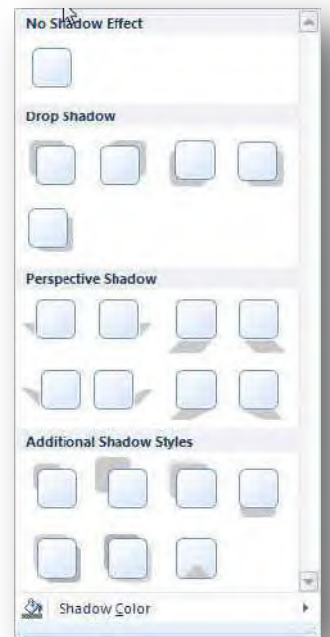 No Shadow Effect
Drop Shadow
Perspective Shadow
Additional Shadow Styles
Shadow Color